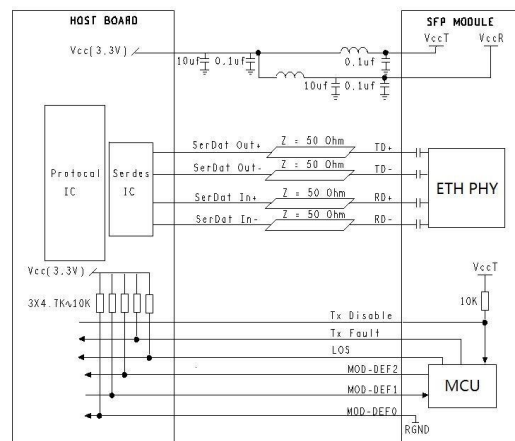 HOST BOARD
SFP MODULE
Vcc(3.3V)
VccT
VccR
10uf
0.1uf
0.1uf
10uf
0.1uf
Protocal
IC
Serdes
IC
SerDat Out+
Z = 50 Ohm
TD+
SerDat Out-
Z = 50 Ohm
TD-
SerDat In+
Z = 50 Ohm
RD+
SerDat In-
Z = 50 Ohm
RD-
ETH PHY
Vcc(3.3V)
VccT
3X4.7K~10K
10K
Tx Disable
Tx Fault
LOS
MOD-DEF2
MOD-DEF1
MOD-DEF0
MCU
RGND